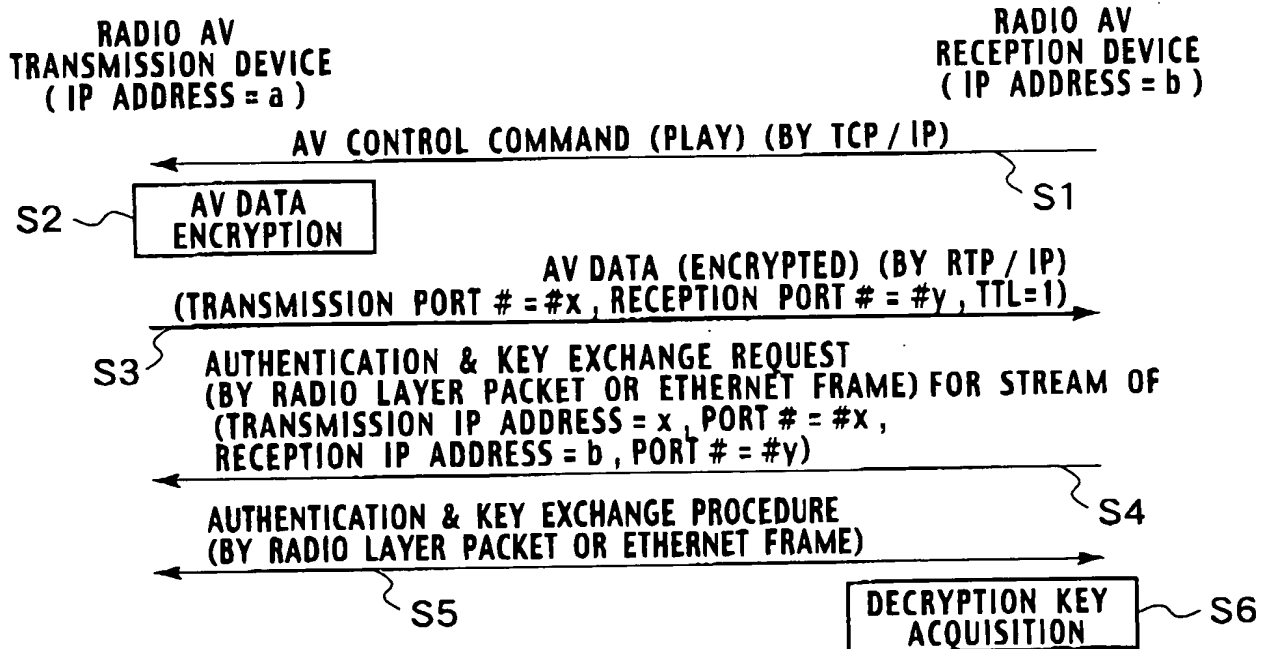 RADIO AV
TRANSMISSION DEVICE
( IP ADDRESS = a )
RADIO AV
RECEPTION DEVICE
( IP ADDRESS = b )
AV CONTROL COMMAND (PLAY) (BY TCP / IP)
S1
S2
AV DATA
ENCRYPTION
AV DATA (ENCRYPTED) (BY RTP / IP)
(TRANSMISSION PORT # = #x , RECEPTION PORT # = #y , TTL=1)
S3
AUTHENTICATION & KEY EXCHANGE REQUEST
(BY RADIO LAYER PACKET OR ETHERNET FRAME) FOR STREAM OF
(TRANSMISSION IP ADDRESS = x , PORT # = #x ,
RECEPTION IP ADDRESS = b , PORT # = #y)
S4
AUTHENTICATION & KEY EXCHANGE PROCEDURE
(BY RADIO LAYER PACKET OR ETHERNET FRAME)
S5
DECRYPTION KEY
ACQUISITION
S6